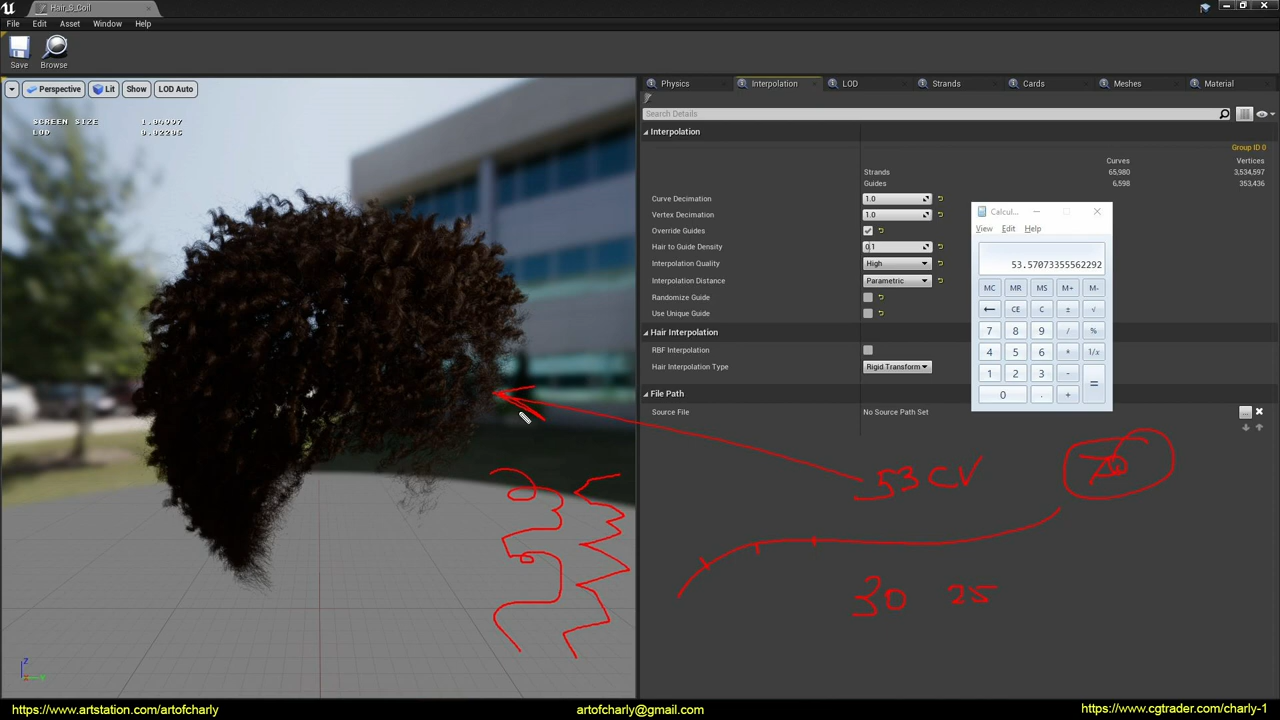 Hair_S_Coil
File Edit Asset Window Help
Save Browse
Perspective Lit Show LOD Auto
SCREEN SIZE 1.04997
LOD 0.02205
Physics Interpolation LOD Strands Cards Meshes Material
Search Details
Interpolation
Group ID 0
Curves Vertices
Strands 65,980 3,534,597
Guides 6,598 353,436
Curve Decimation 1.0
Vertex Decimation 1.0
Override Guides
Hair to Guide Density 0.1
Interpolation Quality High
Interpolation Distance Parametric
Randomize Guide
Use Unique Guide
Hair Interpolation
RBF Interpolation
Hair Interpolation Type Rigid Transform
File Path
Source File No Source Path Set
...
Calcul...
View Edit Help
53.57073355562292
MC MR MS M+ M-
← CE C ± √
7 8 9 / %
4 5 6 * 1/x
1 2 3 - =
0 . +
53 CV
30 25
Z
X Y
https://www.artstation.com/artofcharly artofcharly@gmail.com https://www.cgtrader.com/charly-1